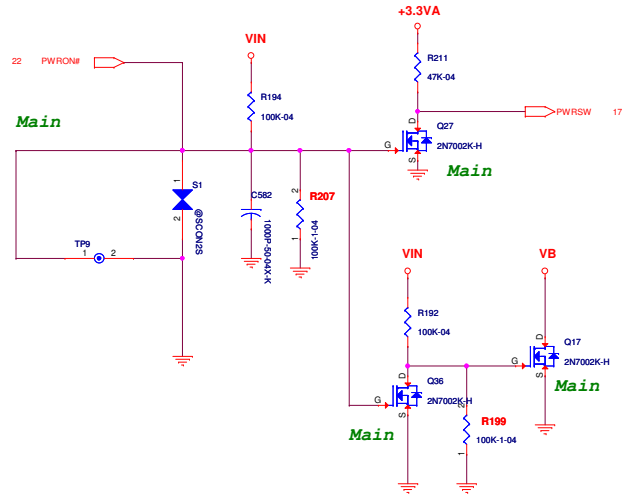 +3.3VA
22 PWRON#
VIN
R211
47K-04
R194
100K-04
PWRSW 17
Main
D
Q27
G
2N7002K-H
S
Main
1
S1
2
@SCON2S
C582
1000P-50-04X-K
2
R207
1
100K-1-04
TP9
1 2
VIN
VB
R192
100K-04
D
Q17
G
2N7002K-H
S
Main
D
Q36
G
2N7002K-H
S
Main
2
R199
100K-1-04
1